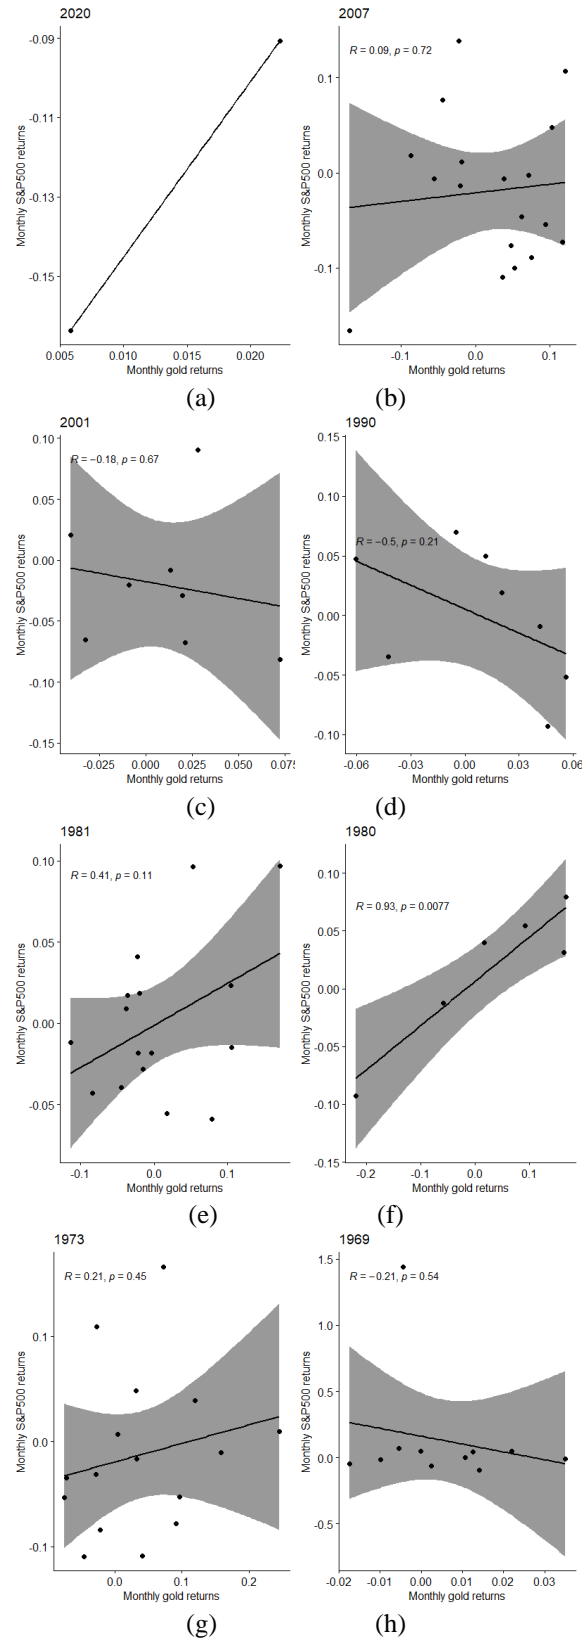 2020
Monthly S&P500 returns
-0.09
-0.11
-0.13
-0.15
0.005 0.010 0.015 0.020
Monthly gold returns
(a)
2007
R = 0.09, p = 0.72
Monthly S&P500 returns
0.1
0.0
-0.1
-0.1 0.0 0.1
Monthly gold returns
(b)
2001
R = −0.18, p = 0.67
Monthly S&P500 returns
0.10
0.05
0.00
-0.05
-0.10
-0.15
-0.025 0.000 0.025 0.050 0.075
Monthly gold returns
(c)
1990
R = −0.5, p = 0.21
Monthly S&P500 returns
0.15
0.10
0.05
0.00
-0.05
-0.10
-0.06 -0.03 0.00 0.03 0.06
Monthly gold returns
(d)
1981
R = 0.41, p = 0.11
Monthly S&P500 returns
0.10
0.05
0.00
-0.05
-0.1 0.0 0.1
Monthly gold returns
(e)
1980
R = 0.93, p = 0.0077
Monthly S&P500 returns
0.10
0.05
0.00
-0.05
-0.10
-0.15
-0.2 -0.1 0.0 0.1
Monthly gold returns
(f)
1973
R = 0.21, p = 0.45
Monthly S&P500 returns
0.1
0.0
-0.1
0.0 0.1 0.2
Monthly gold returns
(g)
1969
R = −0.21, p = 0.54
Monthly S&P500 returns
1.5
1.0
0.5
0.0
-0.5
-0.02 -0.01 0.00 0.01 0.02 0.03
Monthly gold returns
(h)